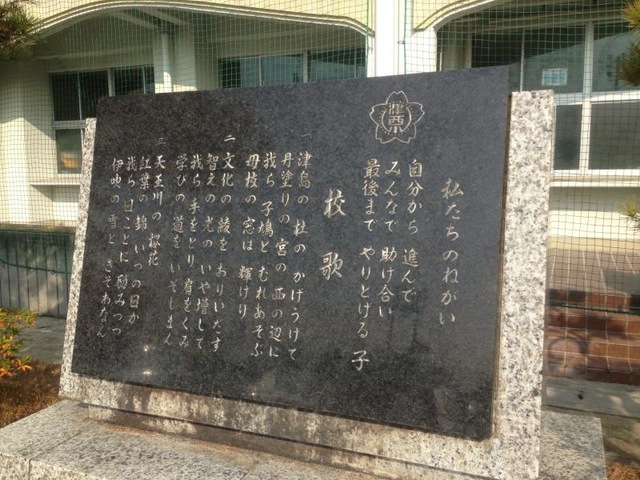 津西小
私たちのねがい
自分から 進んで
みんなで 助け合い
最後まで やりとげる 子
校歌
一 津島の 杜の かげうけて
丹塗りの 宮の 西の辺に
我ら 子鳩と むれあそぶ
母校の 窓は 輝けり
二 文化の 綾を おりいだす
智えの 光の いや増して
我ら 手をとり 肩をくみ
学びの 道を いそしまん
三 天王川の 桜花
紅葉の 錦 いつの日か
我ら 日ごとに 励みつつ
伊吹の 雪と